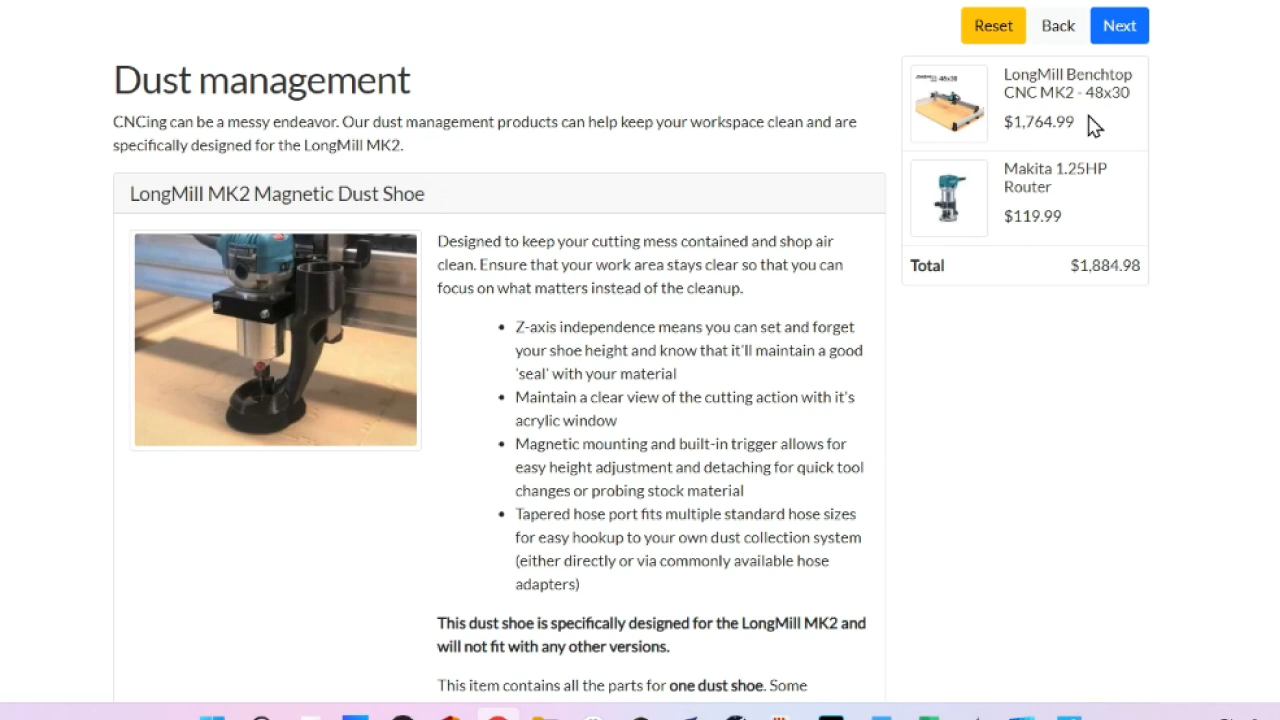 Reset Back Next
Dust management
CNCing can be a messy endeavor. Our dust management products can help keep your workspace clean and are
specifically designed for the LongMill MK2.
LongMill MK2 Magnetic Dust Shoe
Designed to keep your cutting mess contained and shop air
clean. Ensure that your work area stays clear so that you can
focus on what matters instead of the cleanup.
• Z-axis independence means you can set and forget
your shoe height and know that it'll maintain a good
'seal' with your material
• Maintain a clear view of the cutting action with it's
acrylic window
• Magnetic mounting and built-in trigger allows for
easy height adjustment and detaching for quick tool
changes or probing stock material
• Tapered hose port fits multiple standard hose sizes
for easy hookup to your own dust collection system
(either directly or via commonly available hose
adapters)
This dust shoe is specifically designed for the LongMill MK2 and
will not fit with any other versions.
This item contains all the parts for one dust shoe. Some
48x30
LongMill Benchtop
CNC MK2 - 48x30
$1,764.99
Makita 1.25HP
Router
$119.99
Total $1,884.98